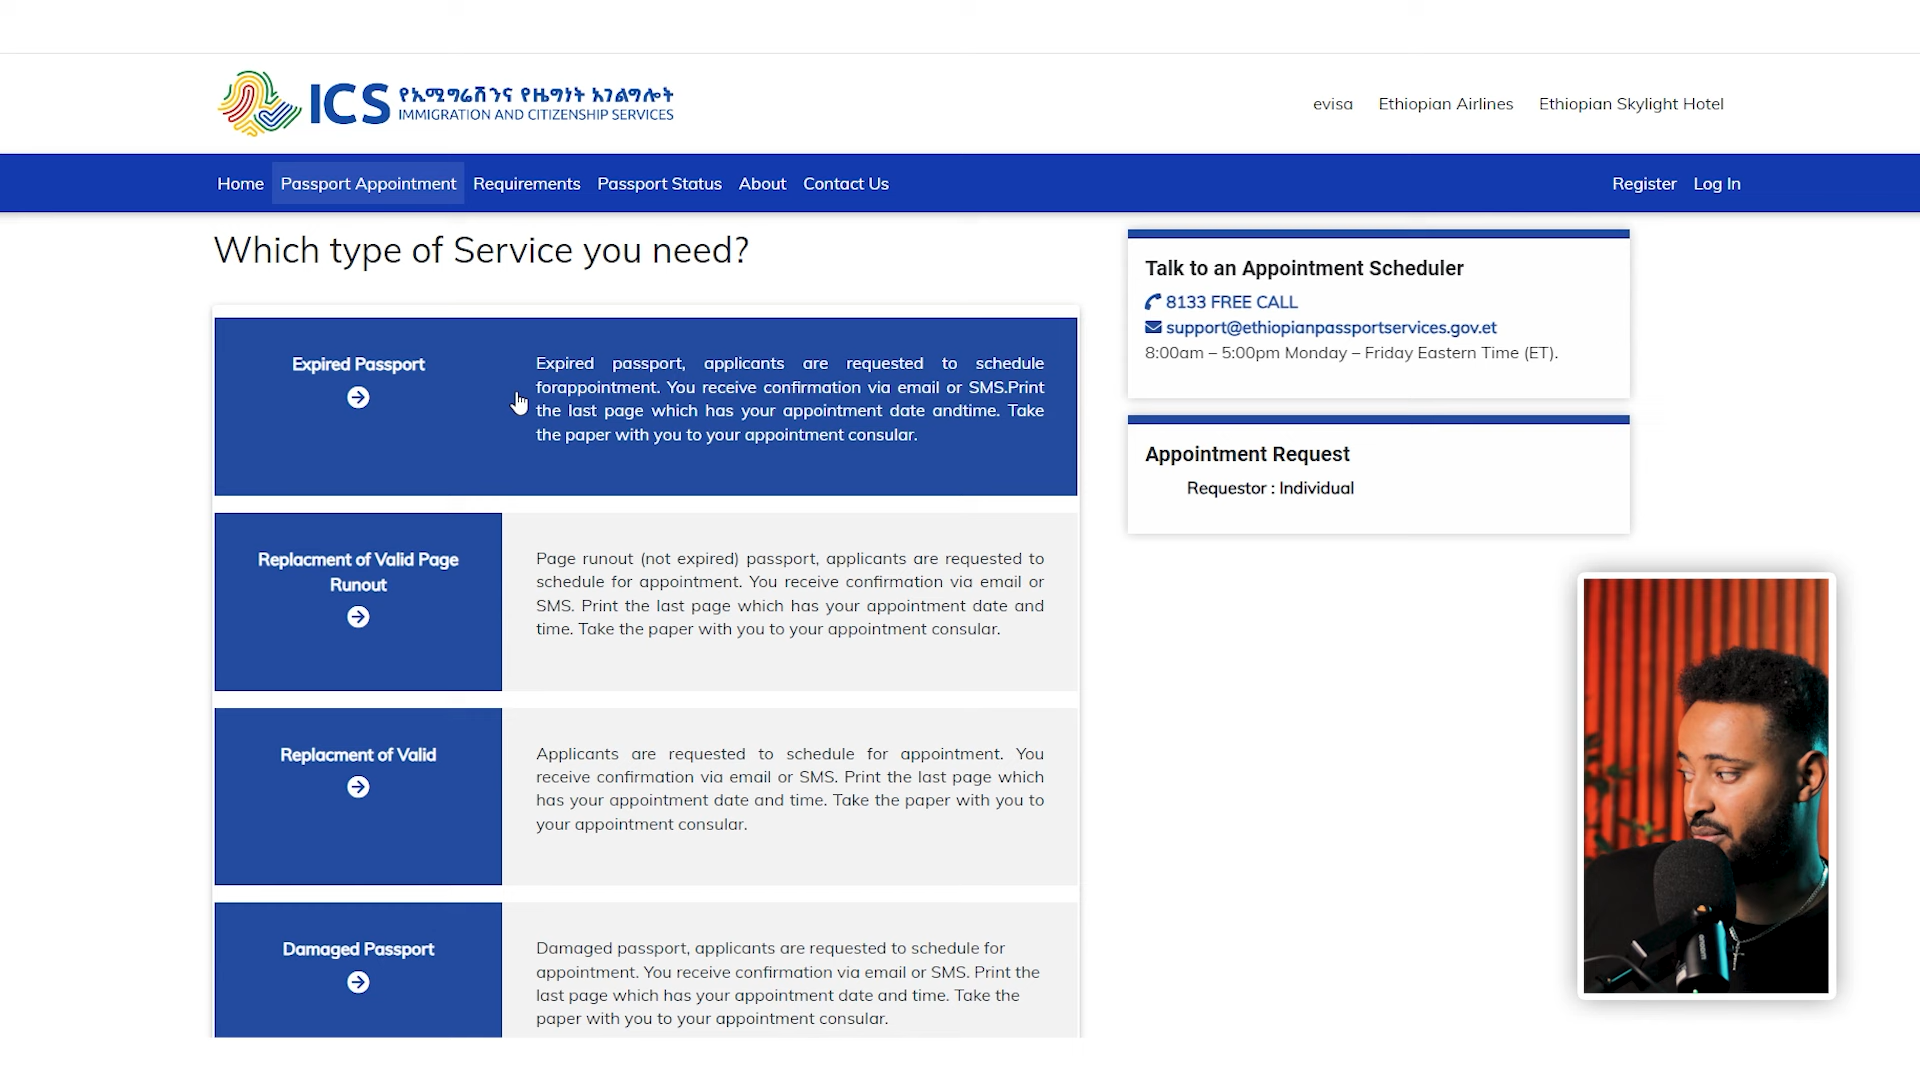 ICS
የኢሚግሬሽንና የዜግነት አገልግሎት
IMMIGRATION AND CITIZENSHIP SERVICES
evisa
Ethiopian Airlines
Ethiopian Skylight Hotel
Home
Passport Appointment
Requirements
Passport Status
About
Contact Us
Register
Log In
Which type of Service you need?
Expired Passport
Expired passport, applicants are requested to schedule
forappointment. You receive confirmation via email or SMS.Print
the last page which has your appointment date andtime. Take
the paper with you to your appointment consular.
Replacment of Valid Page
Runout
Page runout (not expired) passport, applicants are requested to
schedule for appointment. You receive confirmation via email or
SMS. Print the last page which has your appointment date and
time. Take the paper with you to your appointment consular.
Replacment of Valid
Applicants are requested to schedule for appointment. You
receive confirmation via email or SMS. Print the last page which
has your appointment date and time. Take the paper with you to
your appointment consular.
Damaged Passport
Damaged passport, applicants are requested to schedule for
appointment. You receive confirmation via email or SMS. Print the
last page which has your appointment date and time. Take the
paper with you to your appointment consular.
Talk to an Appointment Scheduler
8133 FREE CALL
support@ethiopianpassportservices.gov.et
8:00am – 5:00pm Monday – Friday Eastern Time (ET).
Appointment Request
Requestor : Individual